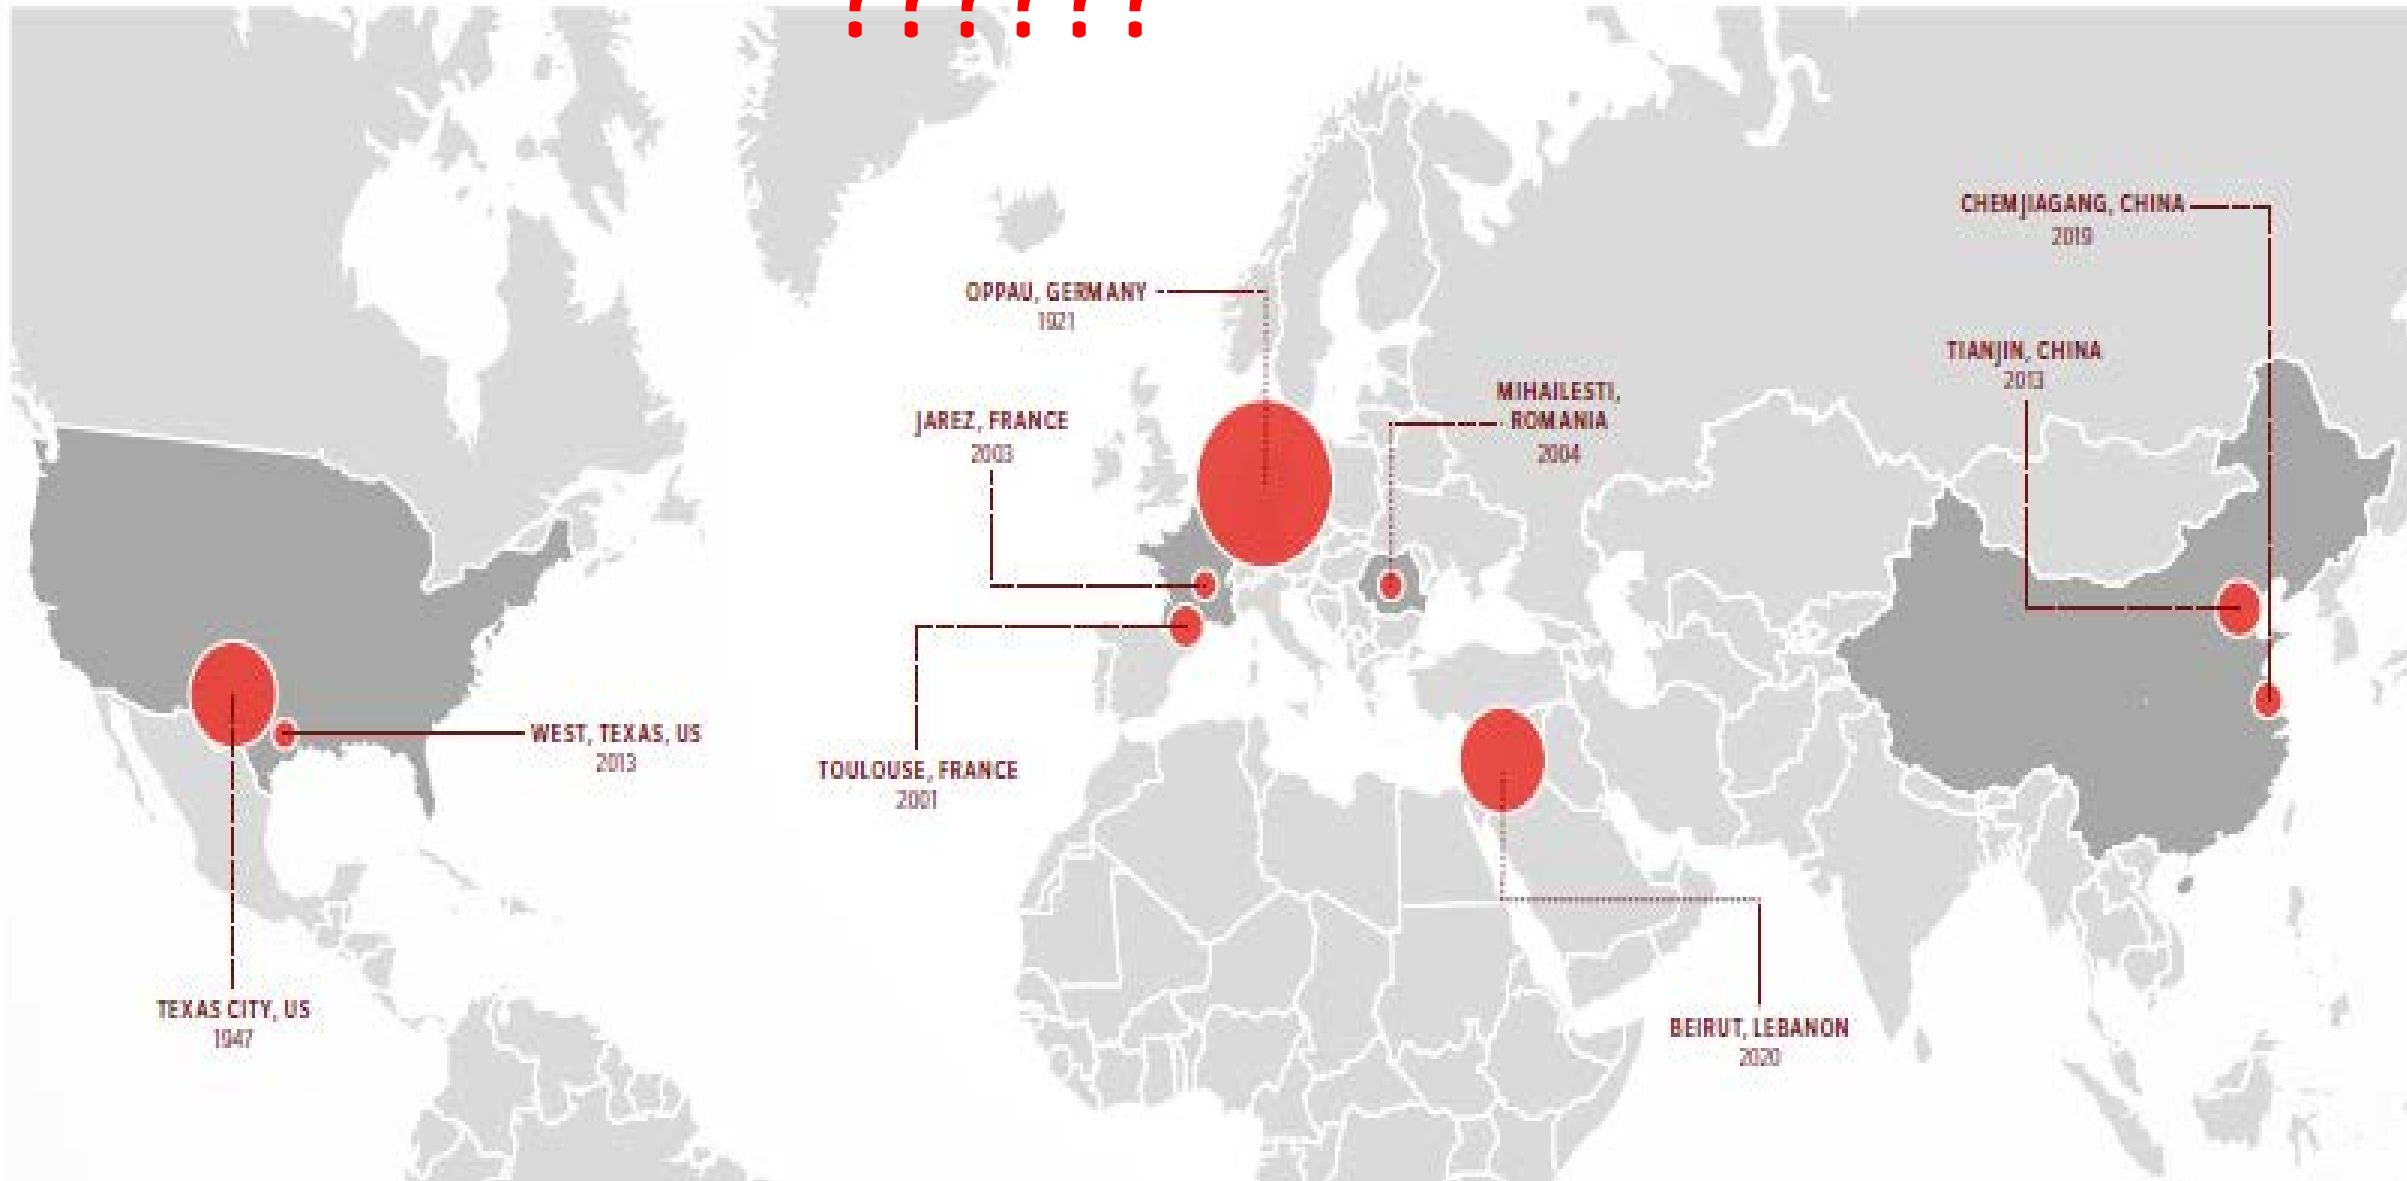 ??????
CHEMJIAGANG, CHINA
2019
OPPAU, GERMANY
1921
TIANJIN, CHINA
2013
MIHAILESTI,
ROMANIA
2004
JAREZ, FRANCE
2003
WEST, TEXAS, US
2013
TOULOUSE, FRANCE
2001
TEXAS CITY, US
1947
BEIRUT, LEBANON
2020